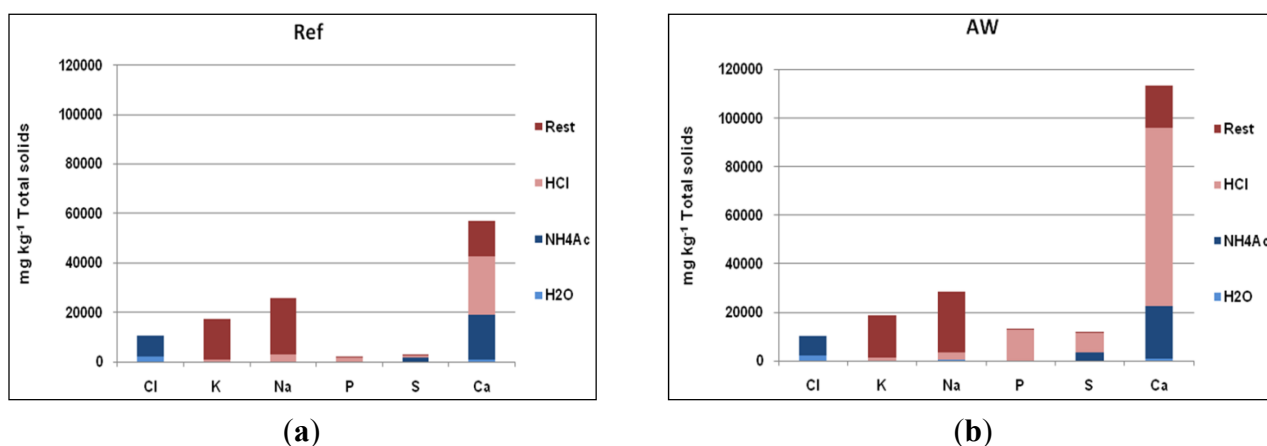 Ref
mg kg⁻¹ Total solids
120000
100000
80000
60000
40000
20000
0
Cl
K
Na
P
S
Ca
Rest
HCl
NH4Ac
H2O
(a)
AW
mg kg⁻¹ Total solids
120000
100000
80000
60000
40000
20000
0
Cl
K
Na
P
S
Ca
Rest
HCl
NH4Ac
H2O
(b)